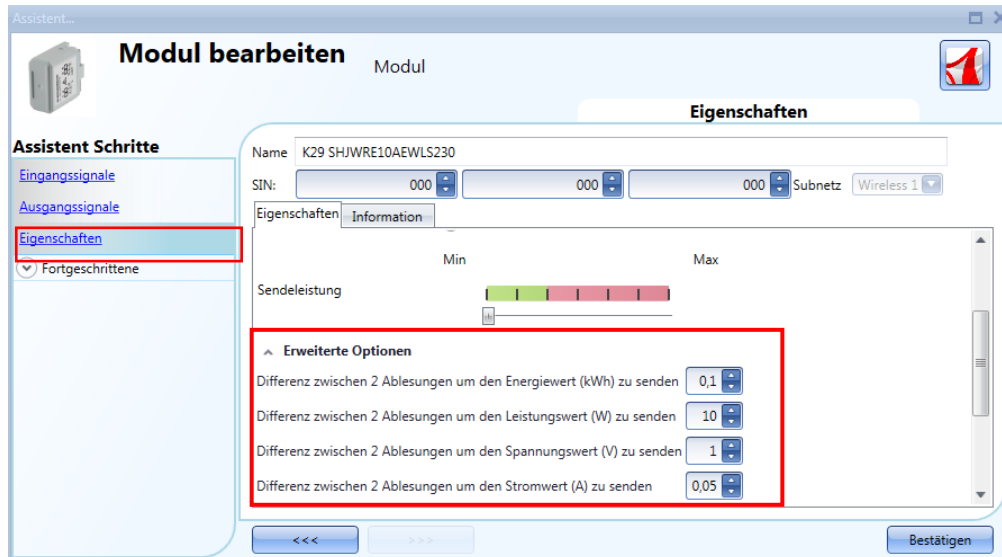 Assistent...
Modul bearbeiten
Modul
Eigenschaften
Assistent Schritte
Eingangssignale
Ausgangssignale
Eigenschaften
Fortgeschrittene
Name K29 SHJWRE10AEWLS230
SIN: 000 000 000 Subnetz Wireless 1
Eigenschaften Information
Min Max
Sendeleistung
Erweiterte Optionen
Differenz zwischen 2 Ablesungen um den Energiewert (kWh) zu senden 0,1
Differenz zwischen 2 Ablesungen um den Leistungswert (W) zu senden 10
Differenz zwischen 2 Ablesungen um den Spannungswert (V) zu senden 1
Differenz zwischen 2 Ablesungen um den Stromwert (A) zu senden 0,05
<<< >>> Bestätigen